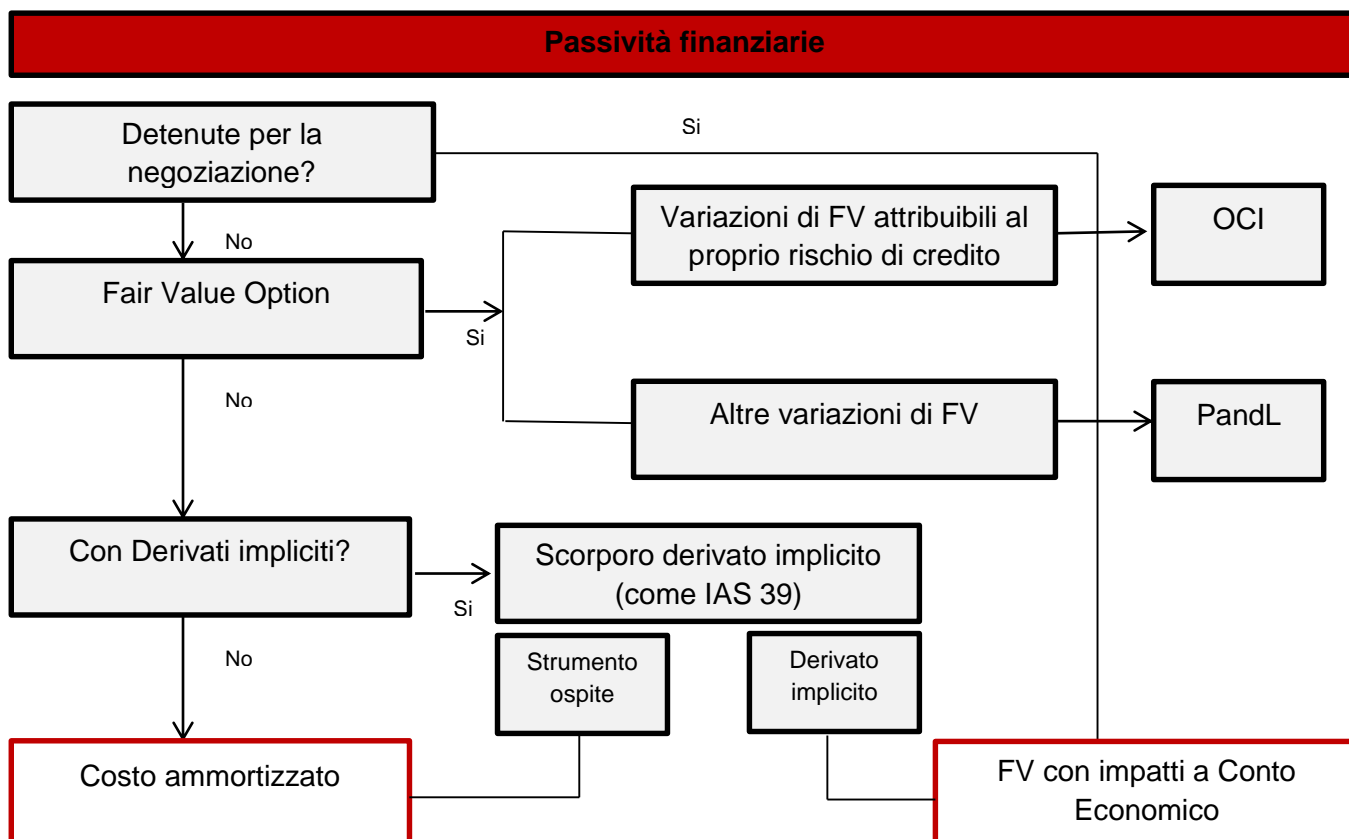 Passività finanziarie
Detenute per la
negoziazione?
Si
No
Variazioni di FV attribuibili al
proprio rischio di credito
OCI
Fair Value Option
Si
No
Altre variazioni di FV
PandL
Con Derivati impliciti?
Si
Scorporo derivato implicito
(come IAS 39)
No
Strumento
ospite
Derivato
implicito
Costo ammortizzato
FV con impatti a Conto
Economico